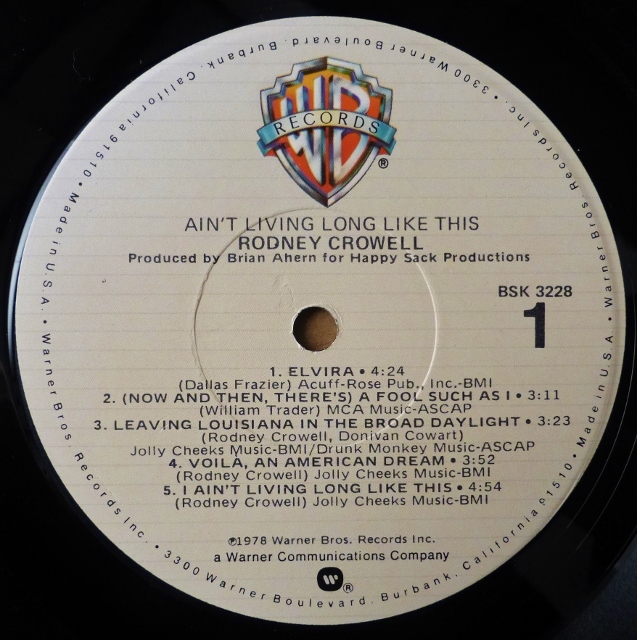 WB
RECORDS
®
AIN'T LIVING LONG LIKE THIS
RODNEY CROWELL
Produced by Brian Ahern for Happy Sack Productions
BSK 3228
1
1. ELVIRA • 4:24
(Dallas Frazier) Acuff-Rose Pub., Inc.-BMI
2. (NOW AND THEN, THERE'S) A FOOL SUCH AS I • 3:11
(William Trader) MCA Music-ASCAP
3. LEAVING LOUISIANA IN THE BROAD DAYLIGHT • 3:23
(Rodney Crowell, Donivan Cowart)
Jolly Cheeks Music-BMI/Drunk Monkey Music-ASCAP
4. VOILÁ, AN AMERICAN DREAM • 3:52
(Rodney Crowell) Jolly Cheeks Music-BMI
5. I AIN'T LIVING LONG LIKE THIS • 4:54
(Rodney Crowell) Jolly Cheeks Music-BMI
℗1978 Warner Bros. Records Inc.
a Warner Communications Company
®
Warner Bros. Records Inc. • 3300 Warner Boulevard. Burbank, California 91510 • Made in U.S.A. • Warner Bros. Records Inc. • 3300 Warner Boulevard. Burbank, California 91510 • Made in U.S.A. •